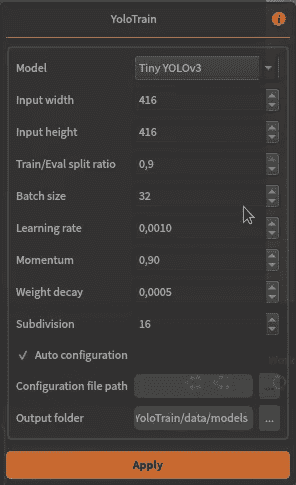 YoloTrain
Model Tiny YOLOv3
Input width 416
Input height 416
Train/Eval split ratio 0,9
Batch size 32
Learning rate 0,0010
Momentum 0,90
Weight decay 0,0005
Subdivision 16
✓ Auto configuration
Configuration file path
Output folder YoloTrain/data/models ...
Apply